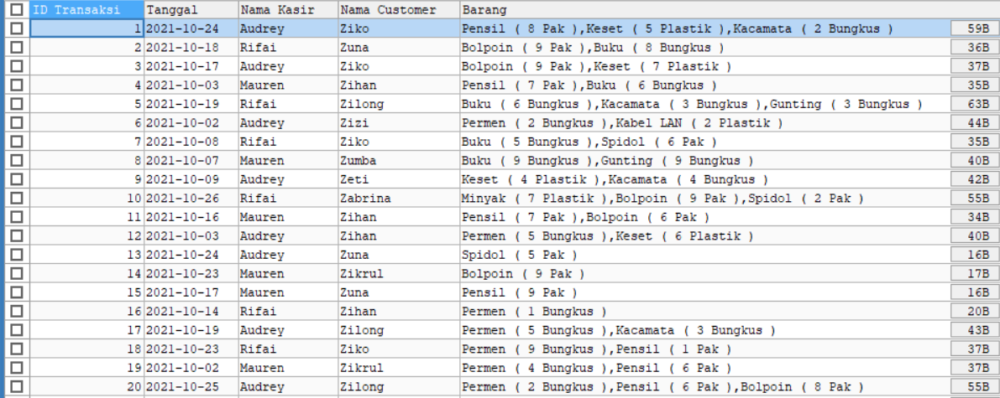 ID Transaksi Tanggal Nama Kasir Nama Customer Barang
1 2021-10-24 Audrey Ziko Pensil ( 8 Pak ),Keset ( 5 Plastik ),Kacamata ( 2 Bungkus ) 59B
2 2021-10-18 Rifai Zuna Bolpoin ( 9 Pak ),Buku ( 8 Bungkus ) 36B
3 2021-10-17 Audrey Ziko Bolpoin ( 9 Pak ),Keset ( 7 Plastik ) 37B
4 2021-10-03 Mauren Zihan Pensil ( 7 Pak ),Buku ( 6 Bungkus ) 35B
5 2021-10-19 Rifai Zilong Buku ( 6 Bungkus ),Kacamata ( 3 Bungkus ),Gunting ( 3 Bungkus ) 63B
6 2021-10-02 Audrey Zizi Permen ( 2 Bungkus ),Kabel LAN ( 2 Plastik ) 44B
7 2021-10-08 Rifai Ziko Buku ( 5 Bungkus ),Spidol ( 6 Pak ) 35B
8 2021-10-07 Mauren Zumba Buku ( 9 Bungkus ),Gunting ( 9 Bungkus ) 40B
9 2021-10-09 Audrey Zeti Keset ( 4 Plastik ),Kacamata ( 4 Bungkus ) 42B
10 2021-10-26 Rifai Zabrina Minyak ( 7 Plastik ),Bolpoin ( 9 Pak ),Spidol ( 2 Pak ) 55B
11 2021-10-16 Mauren Zihan Pensil ( 7 Pak ),Bolpoin ( 6 Pak ) 34B
12 2021-10-03 Audrey Zihan Permen ( 5 Bungkus ),Keset ( 6 Plastik ) 40B
13 2021-10-24 Audrey Zuna Spidol ( 5 Pak ) 16B
14 2021-10-23 Mauren Zikrul Bolpoin ( 9 Pak ) 17B
15 2021-10-17 Mauren Zuna Pensil ( 9 Pak ) 16B
16 2021-10-14 Rifai Zihan Permen ( 1 Bungkus ) 20B
17 2021-10-19 Audrey Zilong Permen ( 5 Bungkus ),Kacamata ( 3 Bungkus ) 43B
18 2021-10-23 Rifai Ziko Permen ( 9 Bungkus ),Pensil ( 1 Pak ) 37B
19 2021-10-02 Mauren Zikrul Permen ( 4 Bungkus ),Pensil ( 6 Pak ) 37B
20 2021-10-25 Audrey Zilong Permen ( 2 Bungkus ),Pensil ( 6 Pak ),Bolpoin ( 8 Pak ) 55B